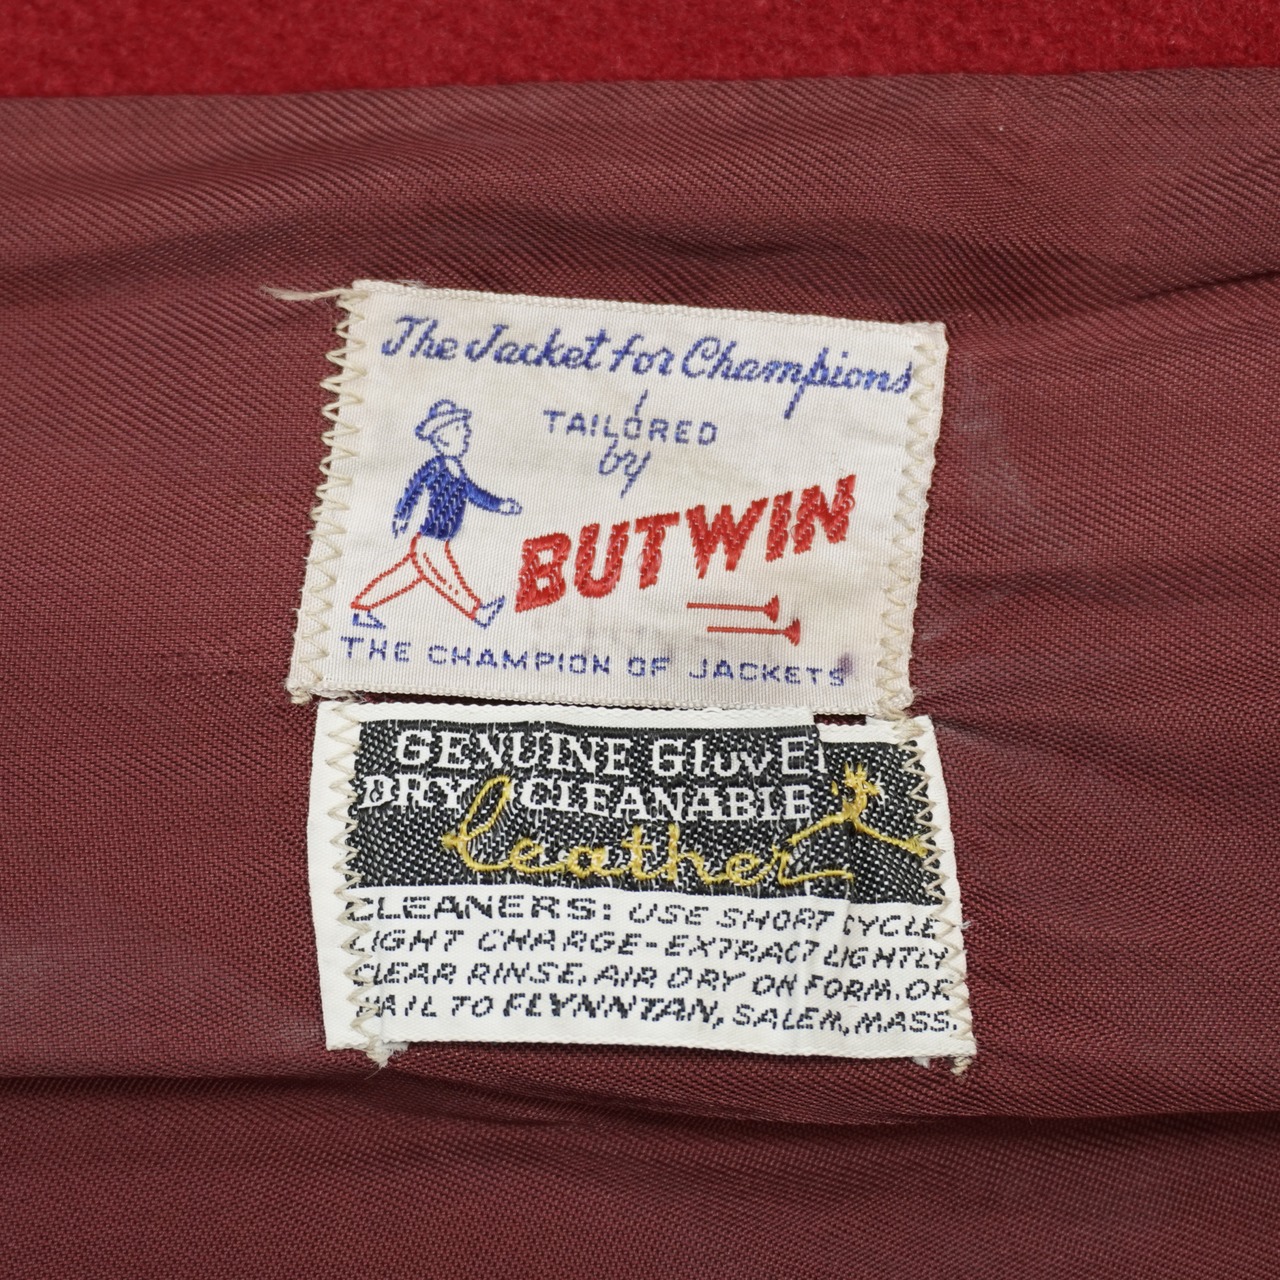 The Jacket for Champions
TAILORED
by
BUTWIN
THE CHAMPION OF JACKETS
GENUINE Glove
DRY CLEANABLE
leather
CLEANERS: USE SHORT CYCLE
LIGHT CHARGE-EXTRACT LIGHTLY
CLEAR RINSE, AIR DRY ON FORM. OR
MAIL TO FLYNNTAN, SALEM, MASS.